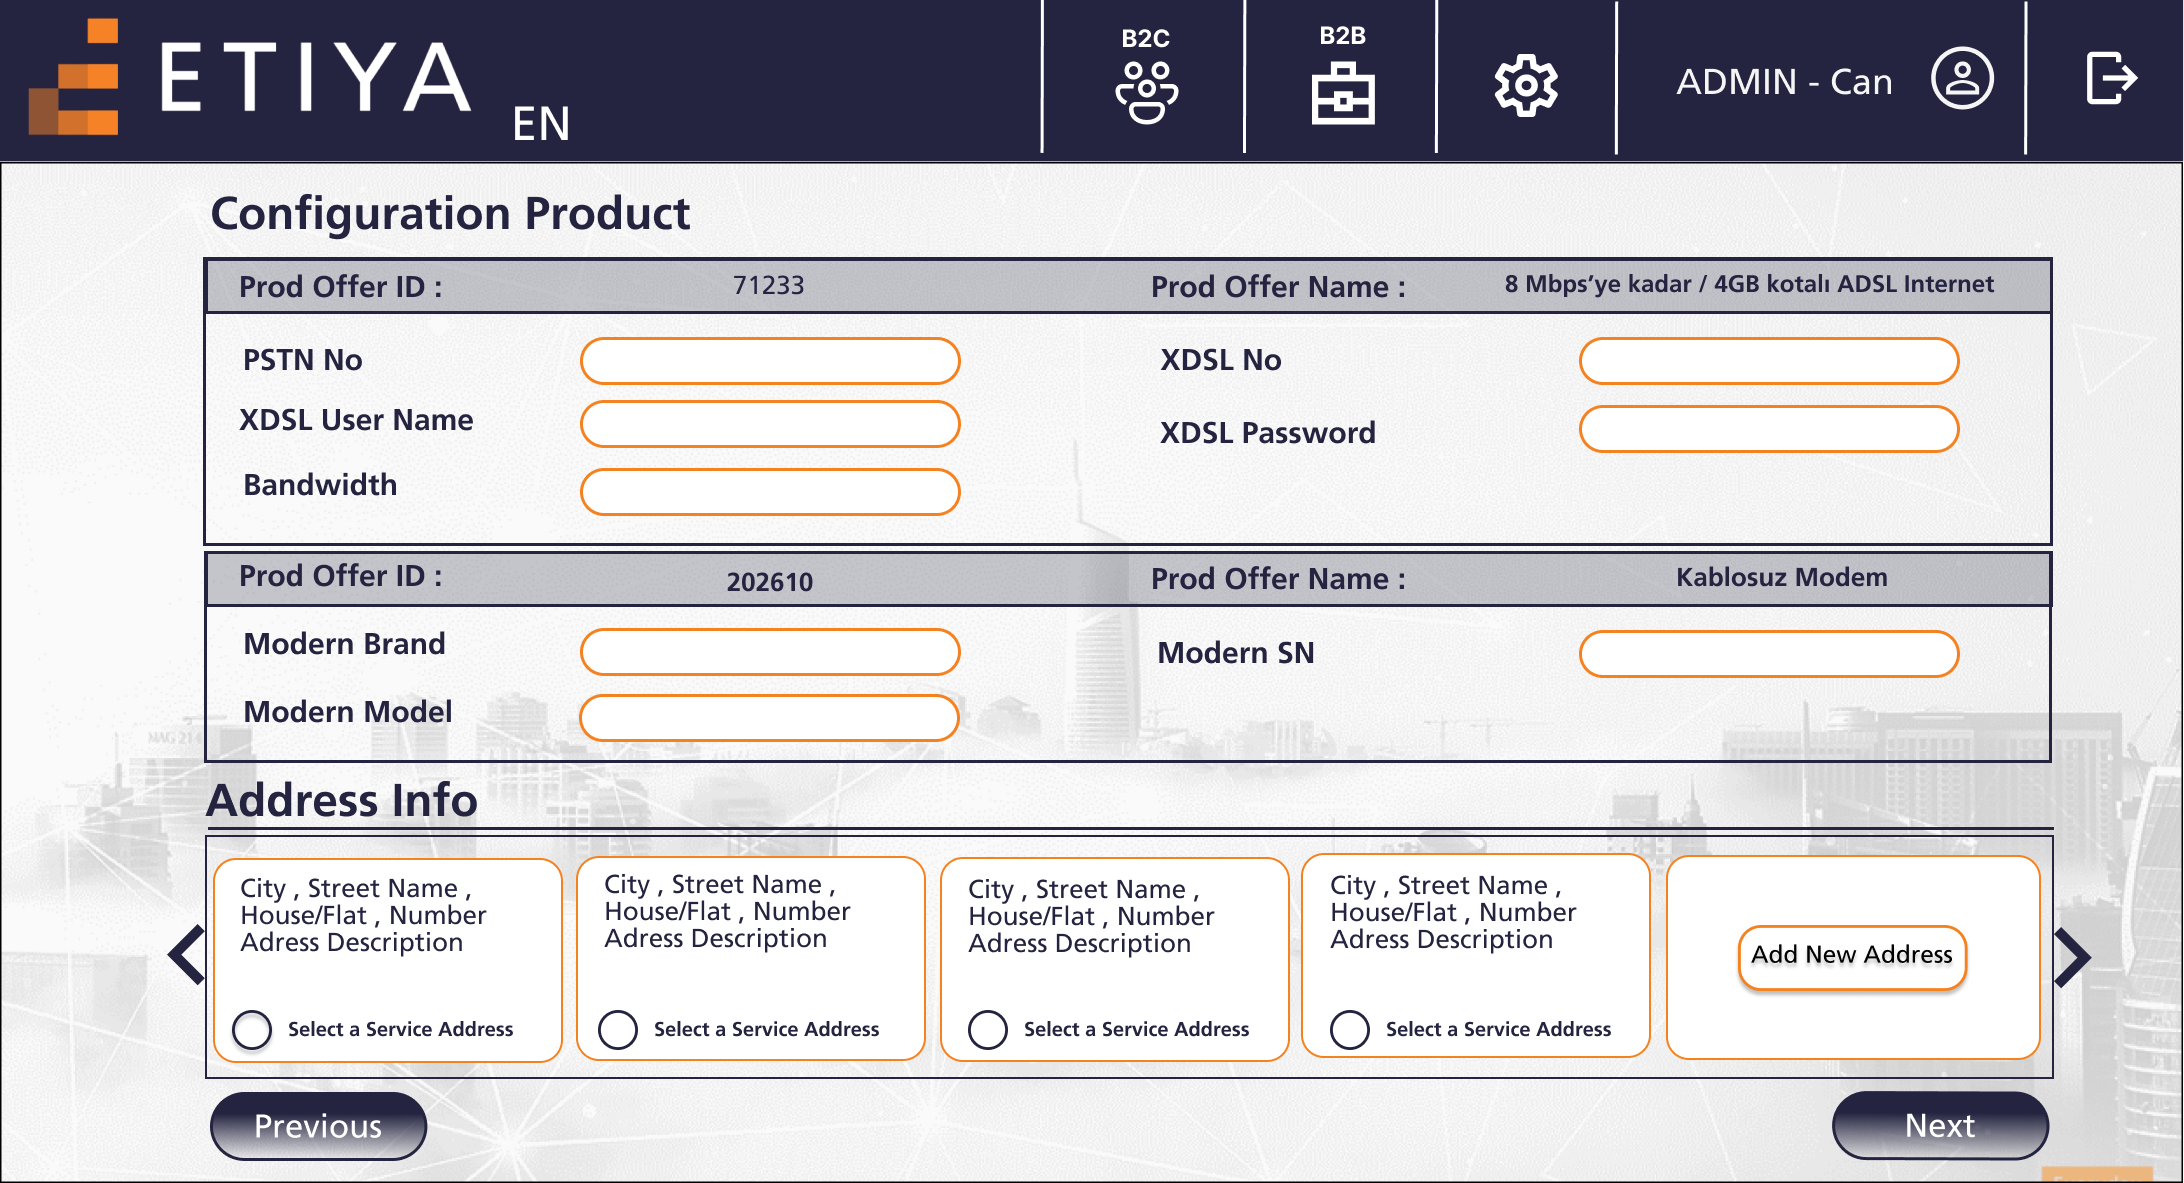 ETIYA
EN
B2C
B2B
ADMIN - Can
Configuration Product
Prod Offer ID :
71233
Prod Offer Name :
8 Mbps’ye kadar / 4GB kotalı ADSL Internet
PSTN No
XDSL No
XDSL User Name
XDSL Password
Bandwidth
Prod Offer ID :
202610
Prod Offer Name :
Kablosuz Modem
Modern Brand
Modern SN
Modern Model
Address Info
City , Street Name ,
House/Flat , Number
Adress Description
Select a Service Address
City , Street Name ,
House/Flat , Number
Adress Description
Select a Service Address
City , Street Name ,
House/Flat , Number
Adress Description
Select a Service Address
City , Street Name ,
House/Flat , Number
Adress Description
Select a Service Address
Add New Address
Previous
Next